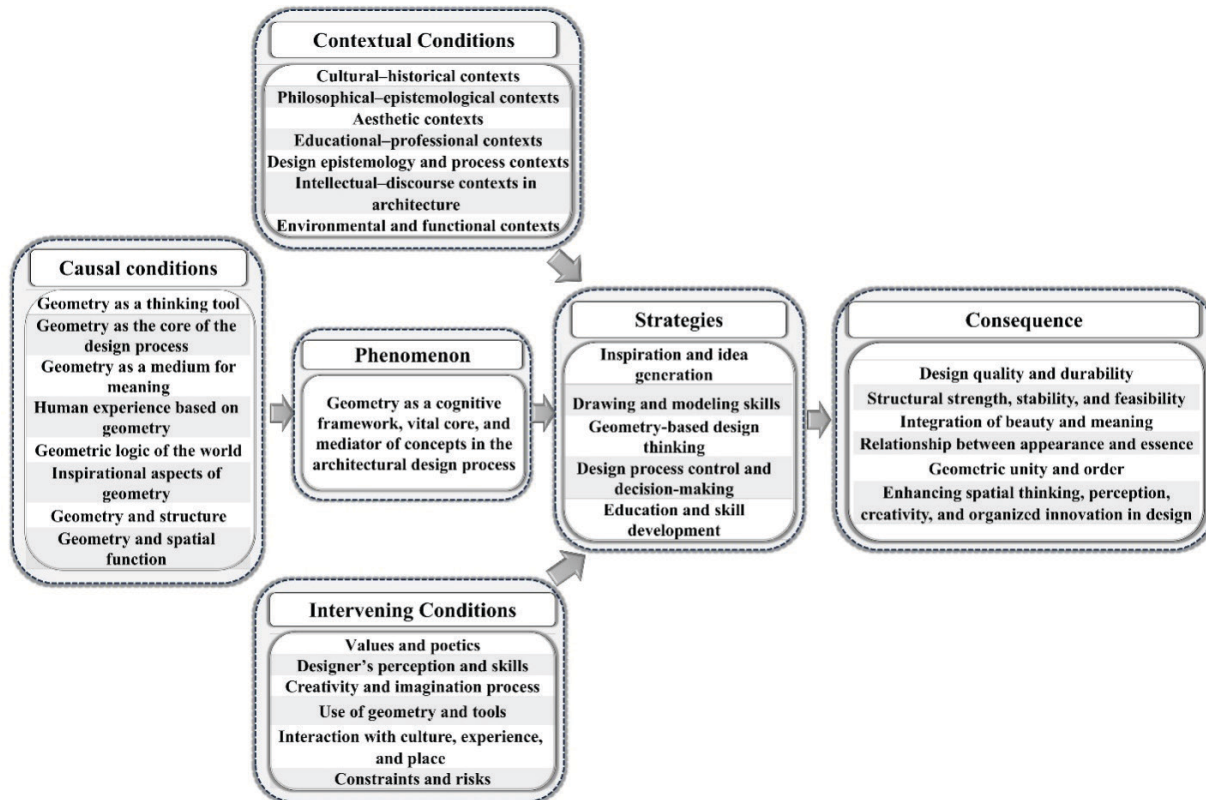 Contextual Conditions
Cultural–historical contexts
Philosophical–epistemological contexts
Aesthetic contexts
Educational–professional contexts
Design epistemology and process contexts
Intellectual–discourse contexts in
architecture
Environmental and functional contexts
Causal conditions
Geometry as a thinking tool
Geometry as the core of the
design process
Geometry as a medium for
meaning
Human experience based on
geometry
Geometric logic of the world
Inspirational aspects of
geometry
Geometry and structure
Geometry and spatial
function
Phenomenon
Geometry as a cognitive
framework, vital core, and
mediator of concepts in the
architectural design process
Strategies
Inspiration and idea
generation
Drawing and modeling skills
Geometry-based design
thinking
Design process control and
decision-making
Education and skill
development
Consequence
Design quality and durability
Structural strength, stability, and feasibility
Integration of beauty and meaning
Relationship between appearance and essence
Geometric unity and order
Enhancing spatial thinking, perception,
creativity, and organized innovation in design
Intervening Conditions
Values and poetics
Designer's perception and skills
Creativity and imagination process
Use of geometry and tools
Interaction with culture, experience,
and place
Constraints and risks